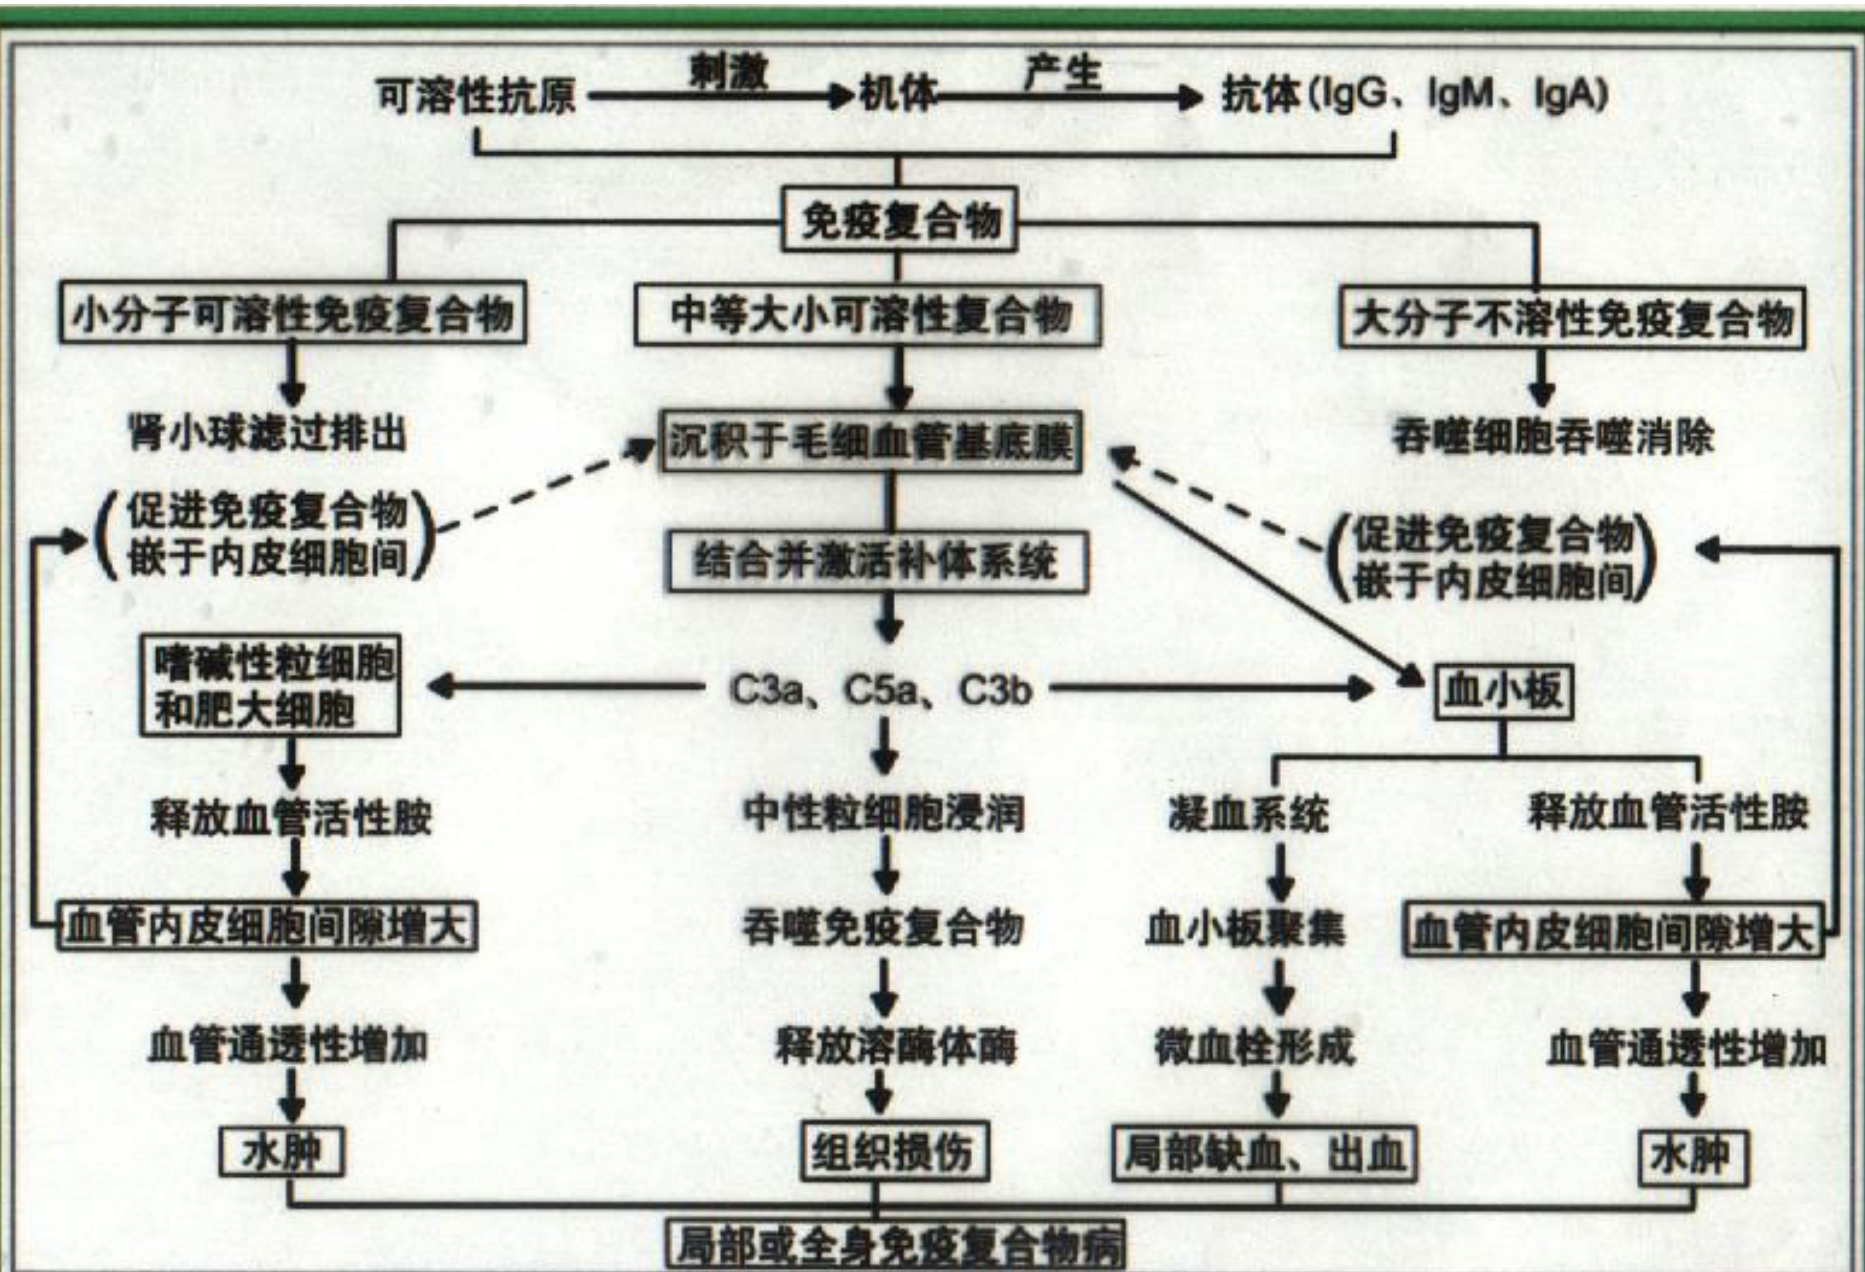 刺激 产生
可溶性抗原 机体 抗体(IgG、IgM、IgA)
免疫复合物
小分子可溶性免疫复合物 中等大小可溶性复合物 大分子不溶性免疫复合物
肾小球滤过排出 沉积于毛细血管基底膜 吞噬细胞吞噬消除
(促进免疫复合物
嵌于内皮细胞间)
结合并激活补体系统
(促进免疫复合物
嵌于内皮细胞间)
嗜碱性粒细胞
和肥大细胞
C3a、C5a、C3b 血小板
释放血管活性胺 中性粒细胞浸润 凝血系统 释放血管活性胺
血管内皮细胞间隙增大 吞噬免疫复合物 血小板聚集 血管内皮细胞间隙增大
血管通透性增加 释放溶酶体酶 微血栓形成 血管通透性增加
水肿 组织损伤 局部缺血、出血 水肿
局部或全身免疫复合物病